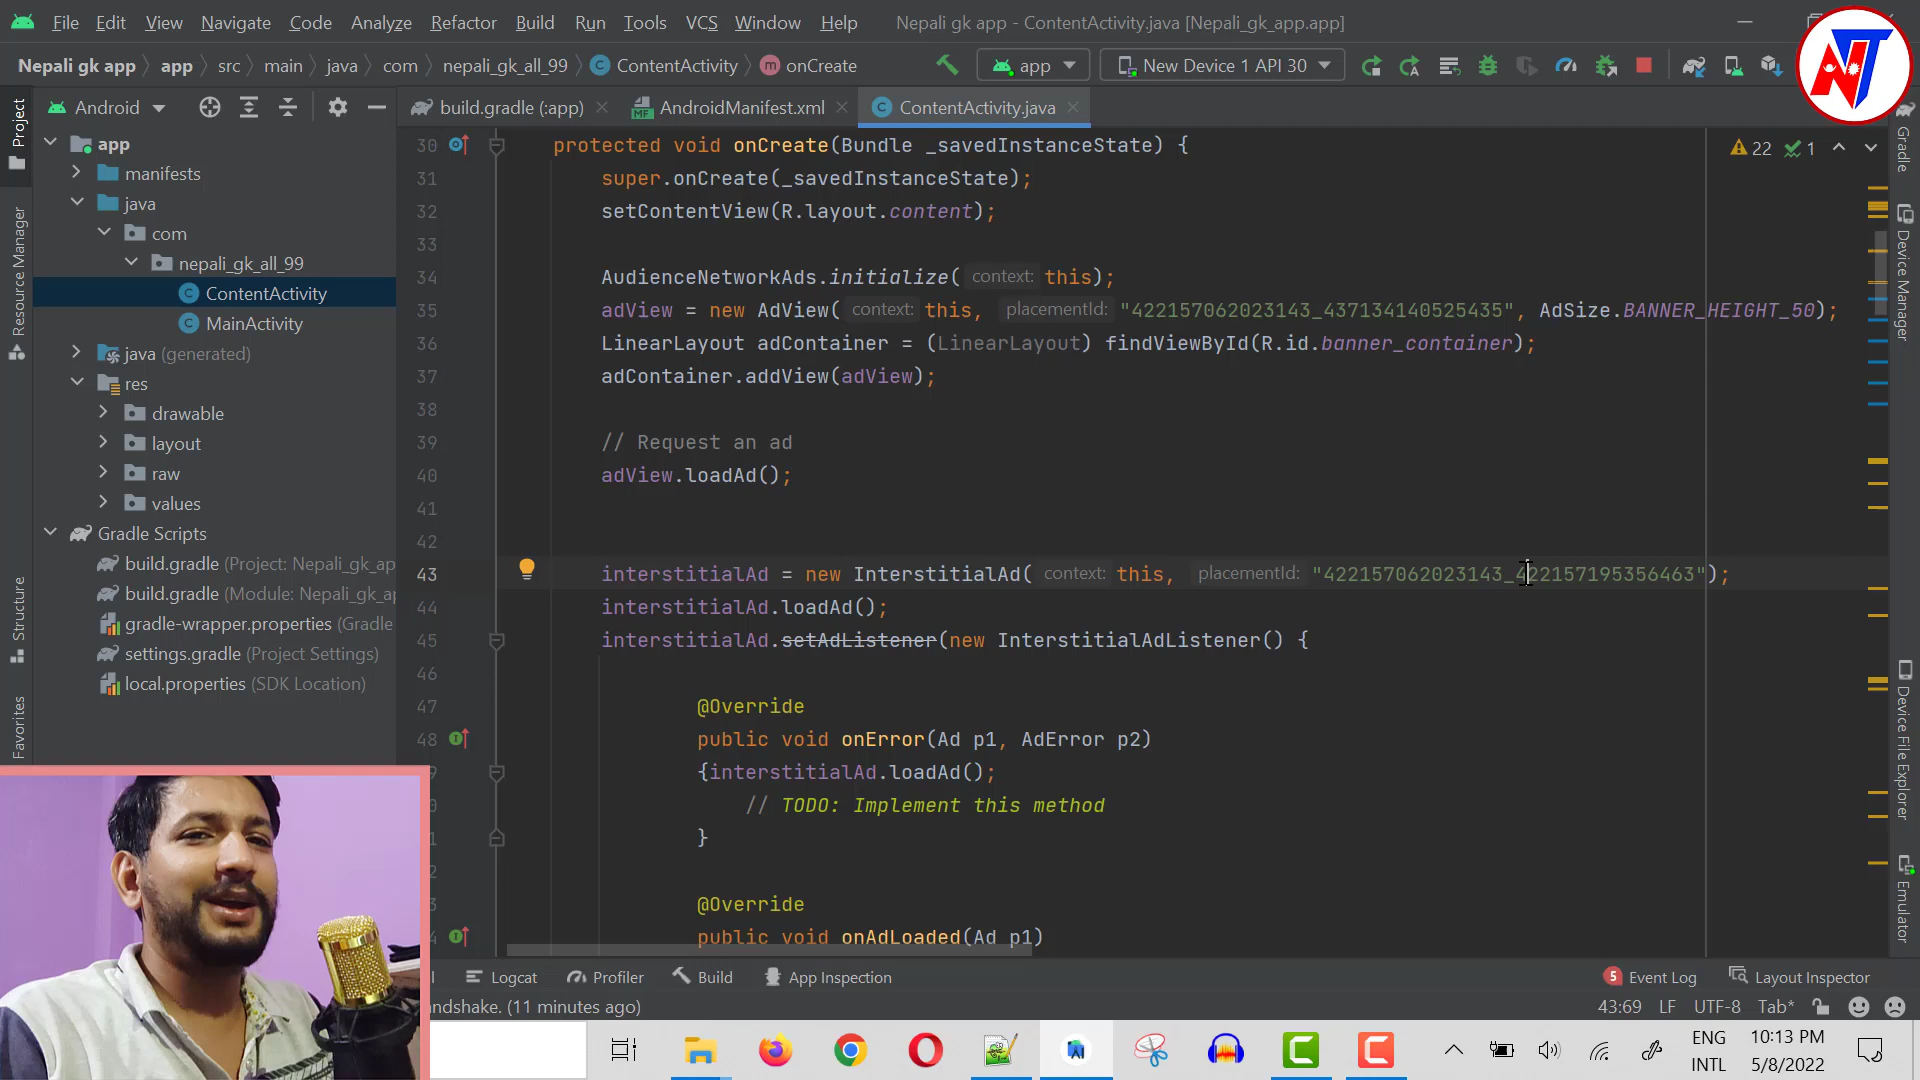 File Edit View Navigate Code Analyze Refactor Build Run Tools VCS Window Help Nepali gk app - ContentActivity.java [Nepali_gk_app.app]
Nepali gk app app src main java com nepali_gk_all_99 ContentActivity onCreate app New Device 1 API 30
NT
Android build.gradle (:app) AndroidManifest.xml ContentActivity.java
Project
Resource Manager
Structure
Favorites
app
manifests
java
com
nepali_gk_all_99
ContentActivity
MainActivity
java (generated)
res
drawable
layout
raw
values
Gradle Scripts
build.gradle (Project: Nepali_gk_ap
build.gradle (Module: Nepali_gk_ap
gradle-wrapper.properties (Gradle
settings.gradle (Project Settings)
local.properties (SDK Location)
30 protected void onCreate(Bundle _savedInstanceState) {
31 super.onCreate(_savedInstanceState);
32 setContentView(R.layout.content);
33
34 AudienceNetworkAds.initialize( context: this);
35 adView = new AdView( context: this, placementId: "422157062023143_437134140525435", AdSize.BANNER_HEIGHT_50);
36 LinearLayout adContainer = (LinearLayout) findViewById(R.id.banner_container);
37 adContainer.addView(adView);
38
39 // Request an ad
40 adView.loadAd();
41
42
43 interstitialAd = new InterstitialAd( context: this, placementId: "422157062023143_422157195356463");
44 interstitialAd.loadAd();
45 interstitialAd.setAdListener(new InterstitialAdListener() {
46
47 @Override
48 public void onError(Ad p1, AdError p2)
{interstitialAd.loadAd();
// TODO: Implement this method
}
@Override
public void onAdLoaded(Ad p1)
22 1
Gradle
Device Manager
Device File Explorer
Emulator
Logcat Profiler Build App Inspection 5 Event Log Layout Inspector
ndshake. (11 minutes ago) 43:69 LF UTF-8 Tab*
ENG
INTL
10:13 PM
5/8/2022